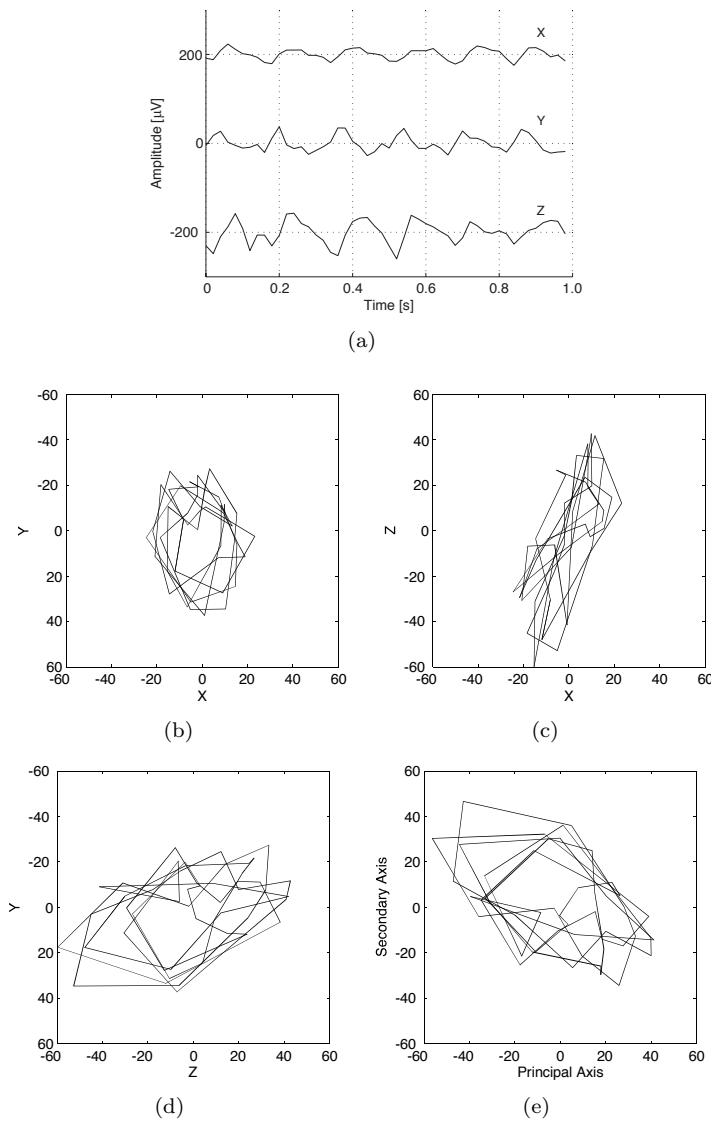 X
200
Y
Amplitude [μV]
0
Z
-200
0 0.2 0.4 0.6 0.8 1.0
Time [s]
(a)
-60 -60
-40 -40
-20 -20
Y 0 Z 0
20 20
40 40
60 60
-60 -40 -20 0 20 40 60 -60 -40 -20 0 20 40 60
X X
(b) (c)
-60 -60
-40 -40
-20 -20
Y 0 Secondary Axis 0
20 20
40 40
60 60
-60 -40 -20 0 20 40 60 -60 -40 -20 0 20 40 60
Z Principal Axis
(d) (e)